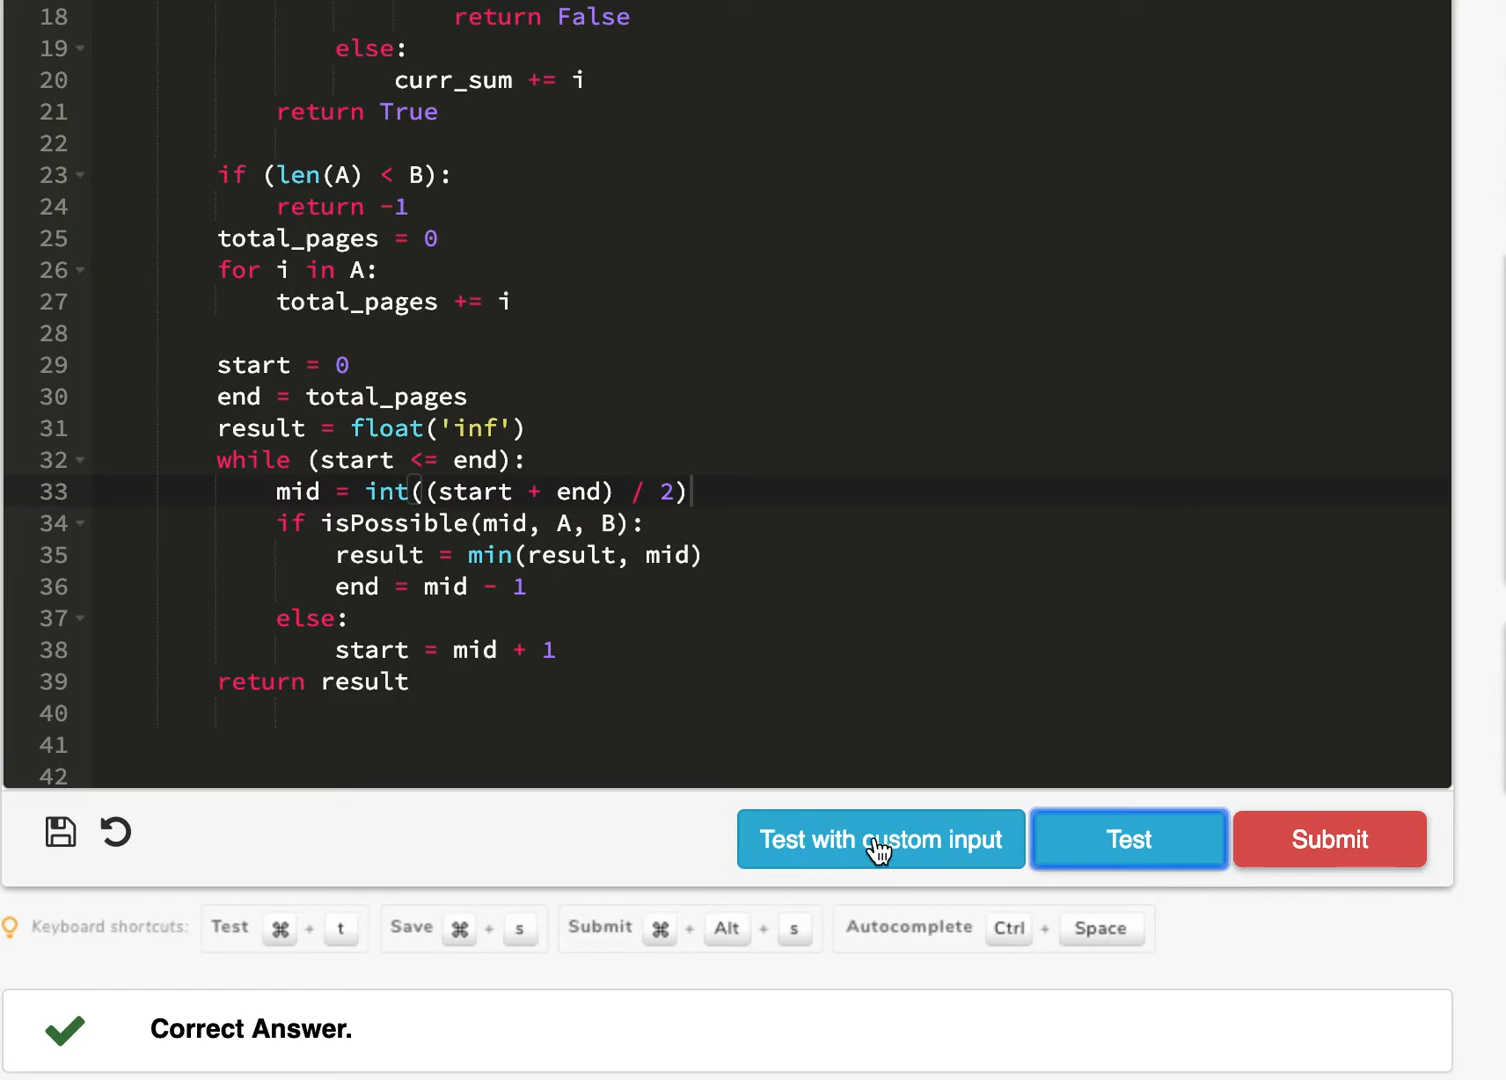 18 return False
19 else:
20 curr_sum += i
21 return True
22
23 if (len(A) < B):
24 return -1
25 total_pages = 0
26 for i in A:
27 total_pages += i
28
29 start = 0
30 end = total_pages
31 result = float('inf')
32 while (start <= end):
33 mid = int((start + end) / 2)
34 if isPossible(mid, A, B):
35 result = min(result, mid)
36 end = mid - 1
37 else:
38 start = mid + 1
39 return result
40
41
42
Test with custom input Test Submit
Keyboard shortcuts: Test ⌘ + t Save ⌘ + s Submit ⌘ + Alt + s Autocomplete Ctrl + Space
Correct Answer.